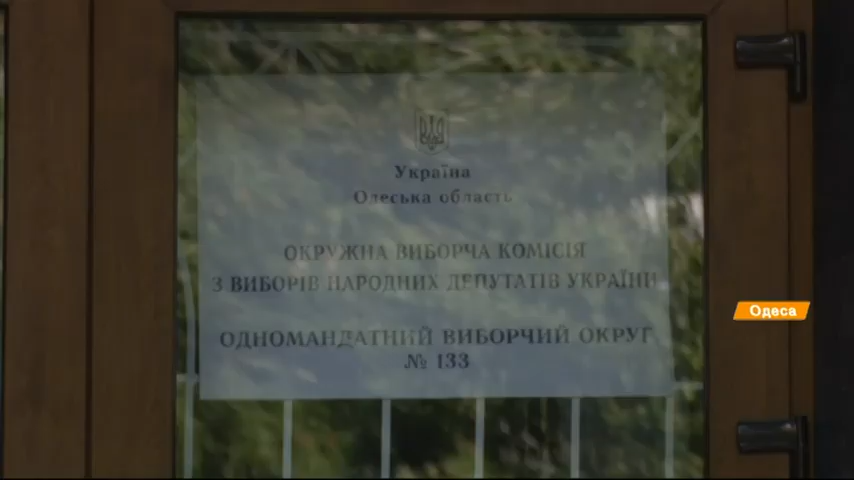 Україна
Одеська область
ОКРУЖНА ВИБОРЧА КОМІСІЯ
З ВИБОРІВ НАРОДНИХ ДЕПУТАТІВ УКРАЇНИ
ОДНОМАНДАТНИЙ ВИБОРЧИЙ ОКРУГ
№ 133
Одеса